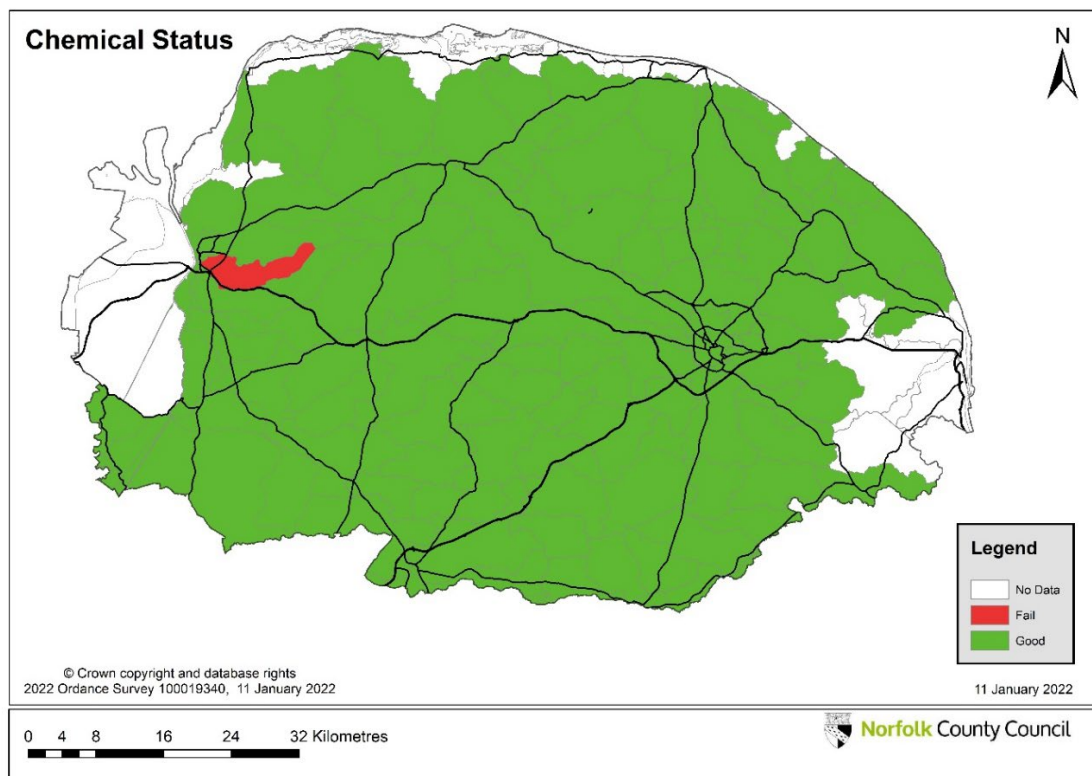 Chemical Status
N
Legend
No Data
Fail
Good
© Crown copyright and database rights
2022 Ordance Survey 100019340, 11 January 2022
11 January 2022
0 2 4 8 16 24 32 Kilometres
Norfolk County Council